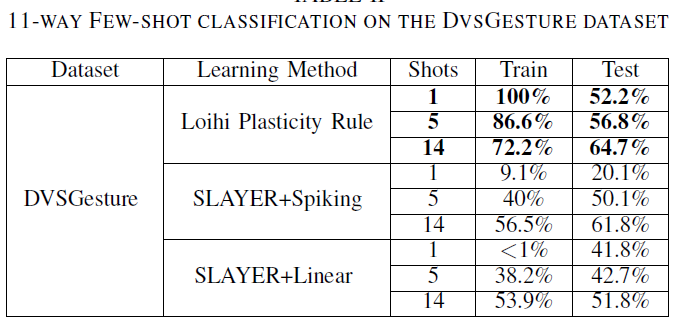 TABLE II
11-WAY FEW-SHOT CLASSIFICATION ON THE DVSGESTURE DATASET
Dataset Learning Method Shots Train Test
1 100% 52.2%
Loihi Plasticity Rule 5 86.6% 56.8%
14 72.2% 64.7%
1 9.1% 20.1%
DVSGesture SLAYER+Spiking 5 40% 50.1%
14 56.5% 61.8%
1 <1% 41.8%
SLAYER+Linear 5 38.2% 42.7%
14 53.9% 51.8%